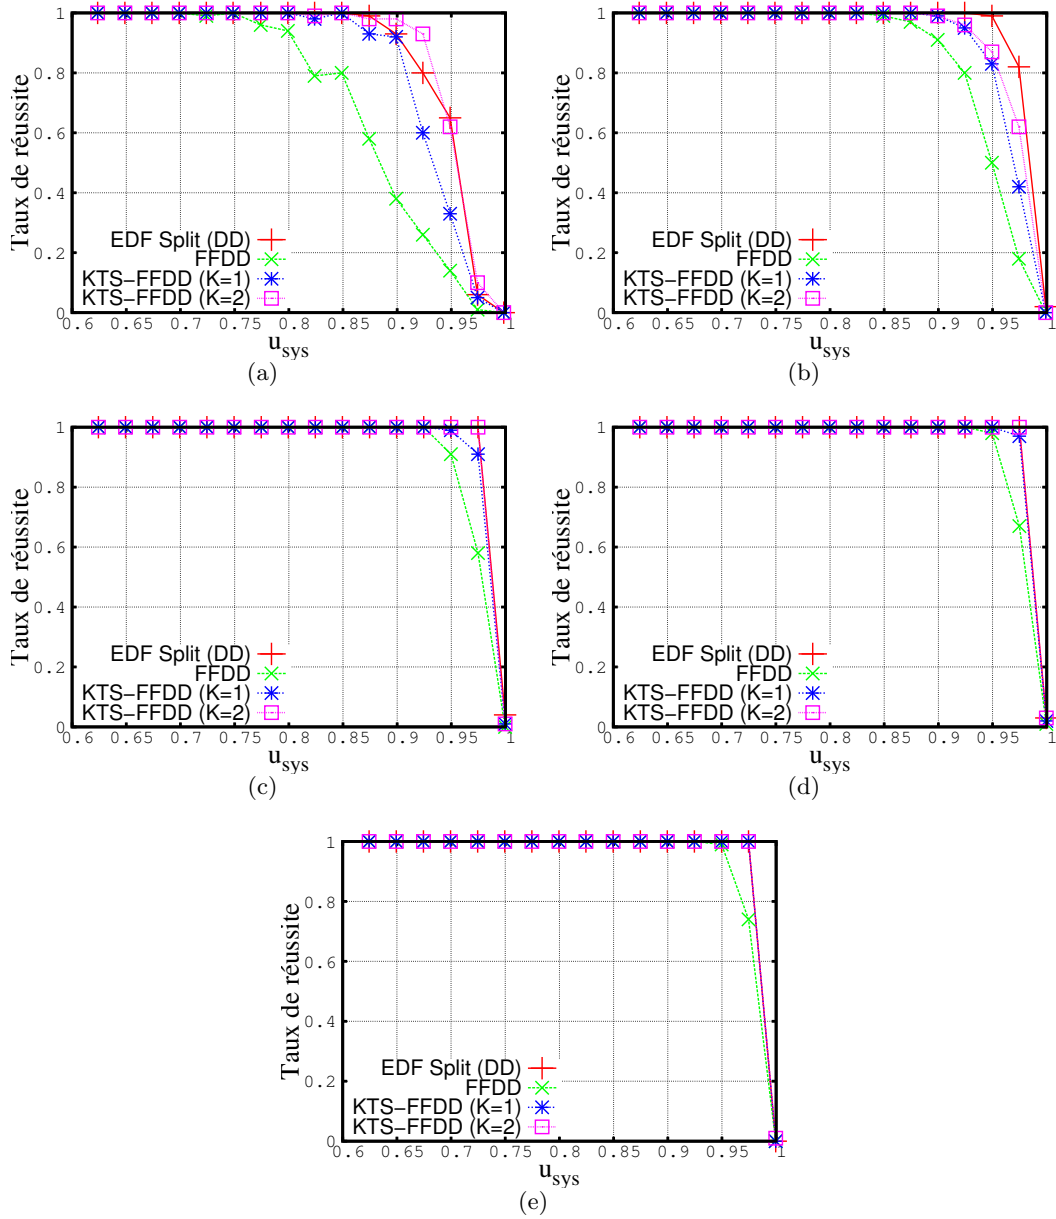 1
0.8
0.6
0.4
0.2
0
Taux de réussite
EDF Split (DD)
FFDD
KTS-FFDD (K=1)
KTS-FFDD (K=2)
0.6 0.65 0.7 0.75 0.8 0.85 0.9 0.95 1
u_sys
(a)
1
0.8
0.6
0.4
0.2
0
Taux de réussite
EDF Split (DD)
FFDD
KTS-FFDD (K=1)
KTS-FFDD (K=2)
0.6 0.65 0.7 0.75 0.8 0.85 0.9 0.95 1
u_sys
(b)
1
0.8
0.6
0.4
0.2
0
Taux de réussite
EDF Split (DD)
FFDD
KTS-FFDD (K=1)
KTS-FFDD (K=2)
0.6 0.65 0.7 0.75 0.8 0.85 0.9 0.95 1
u_sys
(c)
1
0.8
0.6
0.4
0.2
0
Taux de réussite
EDF Split (DD)
FFDD
KTS-FFDD (K=1)
KTS-FFDD (K=2)
0.6 0.65 0.7 0.75 0.8 0.85 0.9 0.95 1
u_sys
(d)
1
0.8
0.6
0.4
0.2
0
Taux de réussite
EDF Split (DD)
FFDD
KTS-FFDD (K=1)
KTS-FFDD (K=2)
0.6 0.65 0.7 0.75 0.8 0.85 0.9 0.95 1
u_sys
(e)